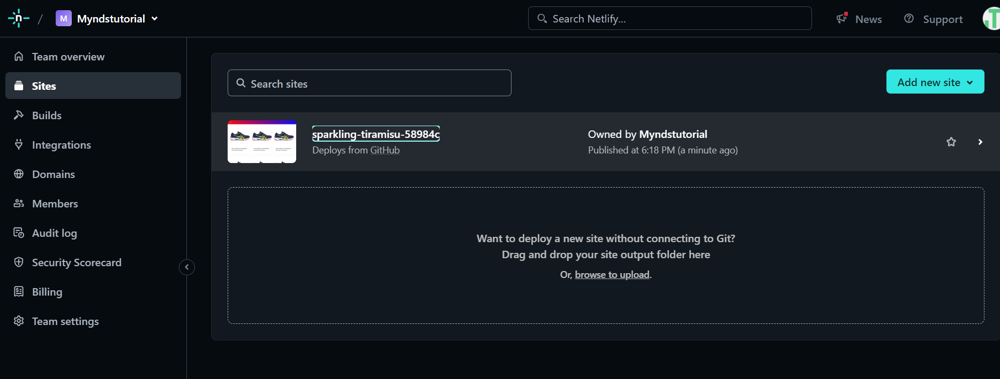 n / M Myndstutorial
Search Netlify...
News
Support
Team overview
Sites
Builds
Integrations
Domains
Members
Audit log
Security Scorecard
Billing
Team settings
Search sites
Add new site
sparkling-tiramisu-58984c
Deploys from GitHub
Owned by Myndstutorial
Published at 6:18 PM (a minute ago)
Want to deploy a new site without connecting to Git?
Drag and drop your site output folder here
Or, browse to upload.